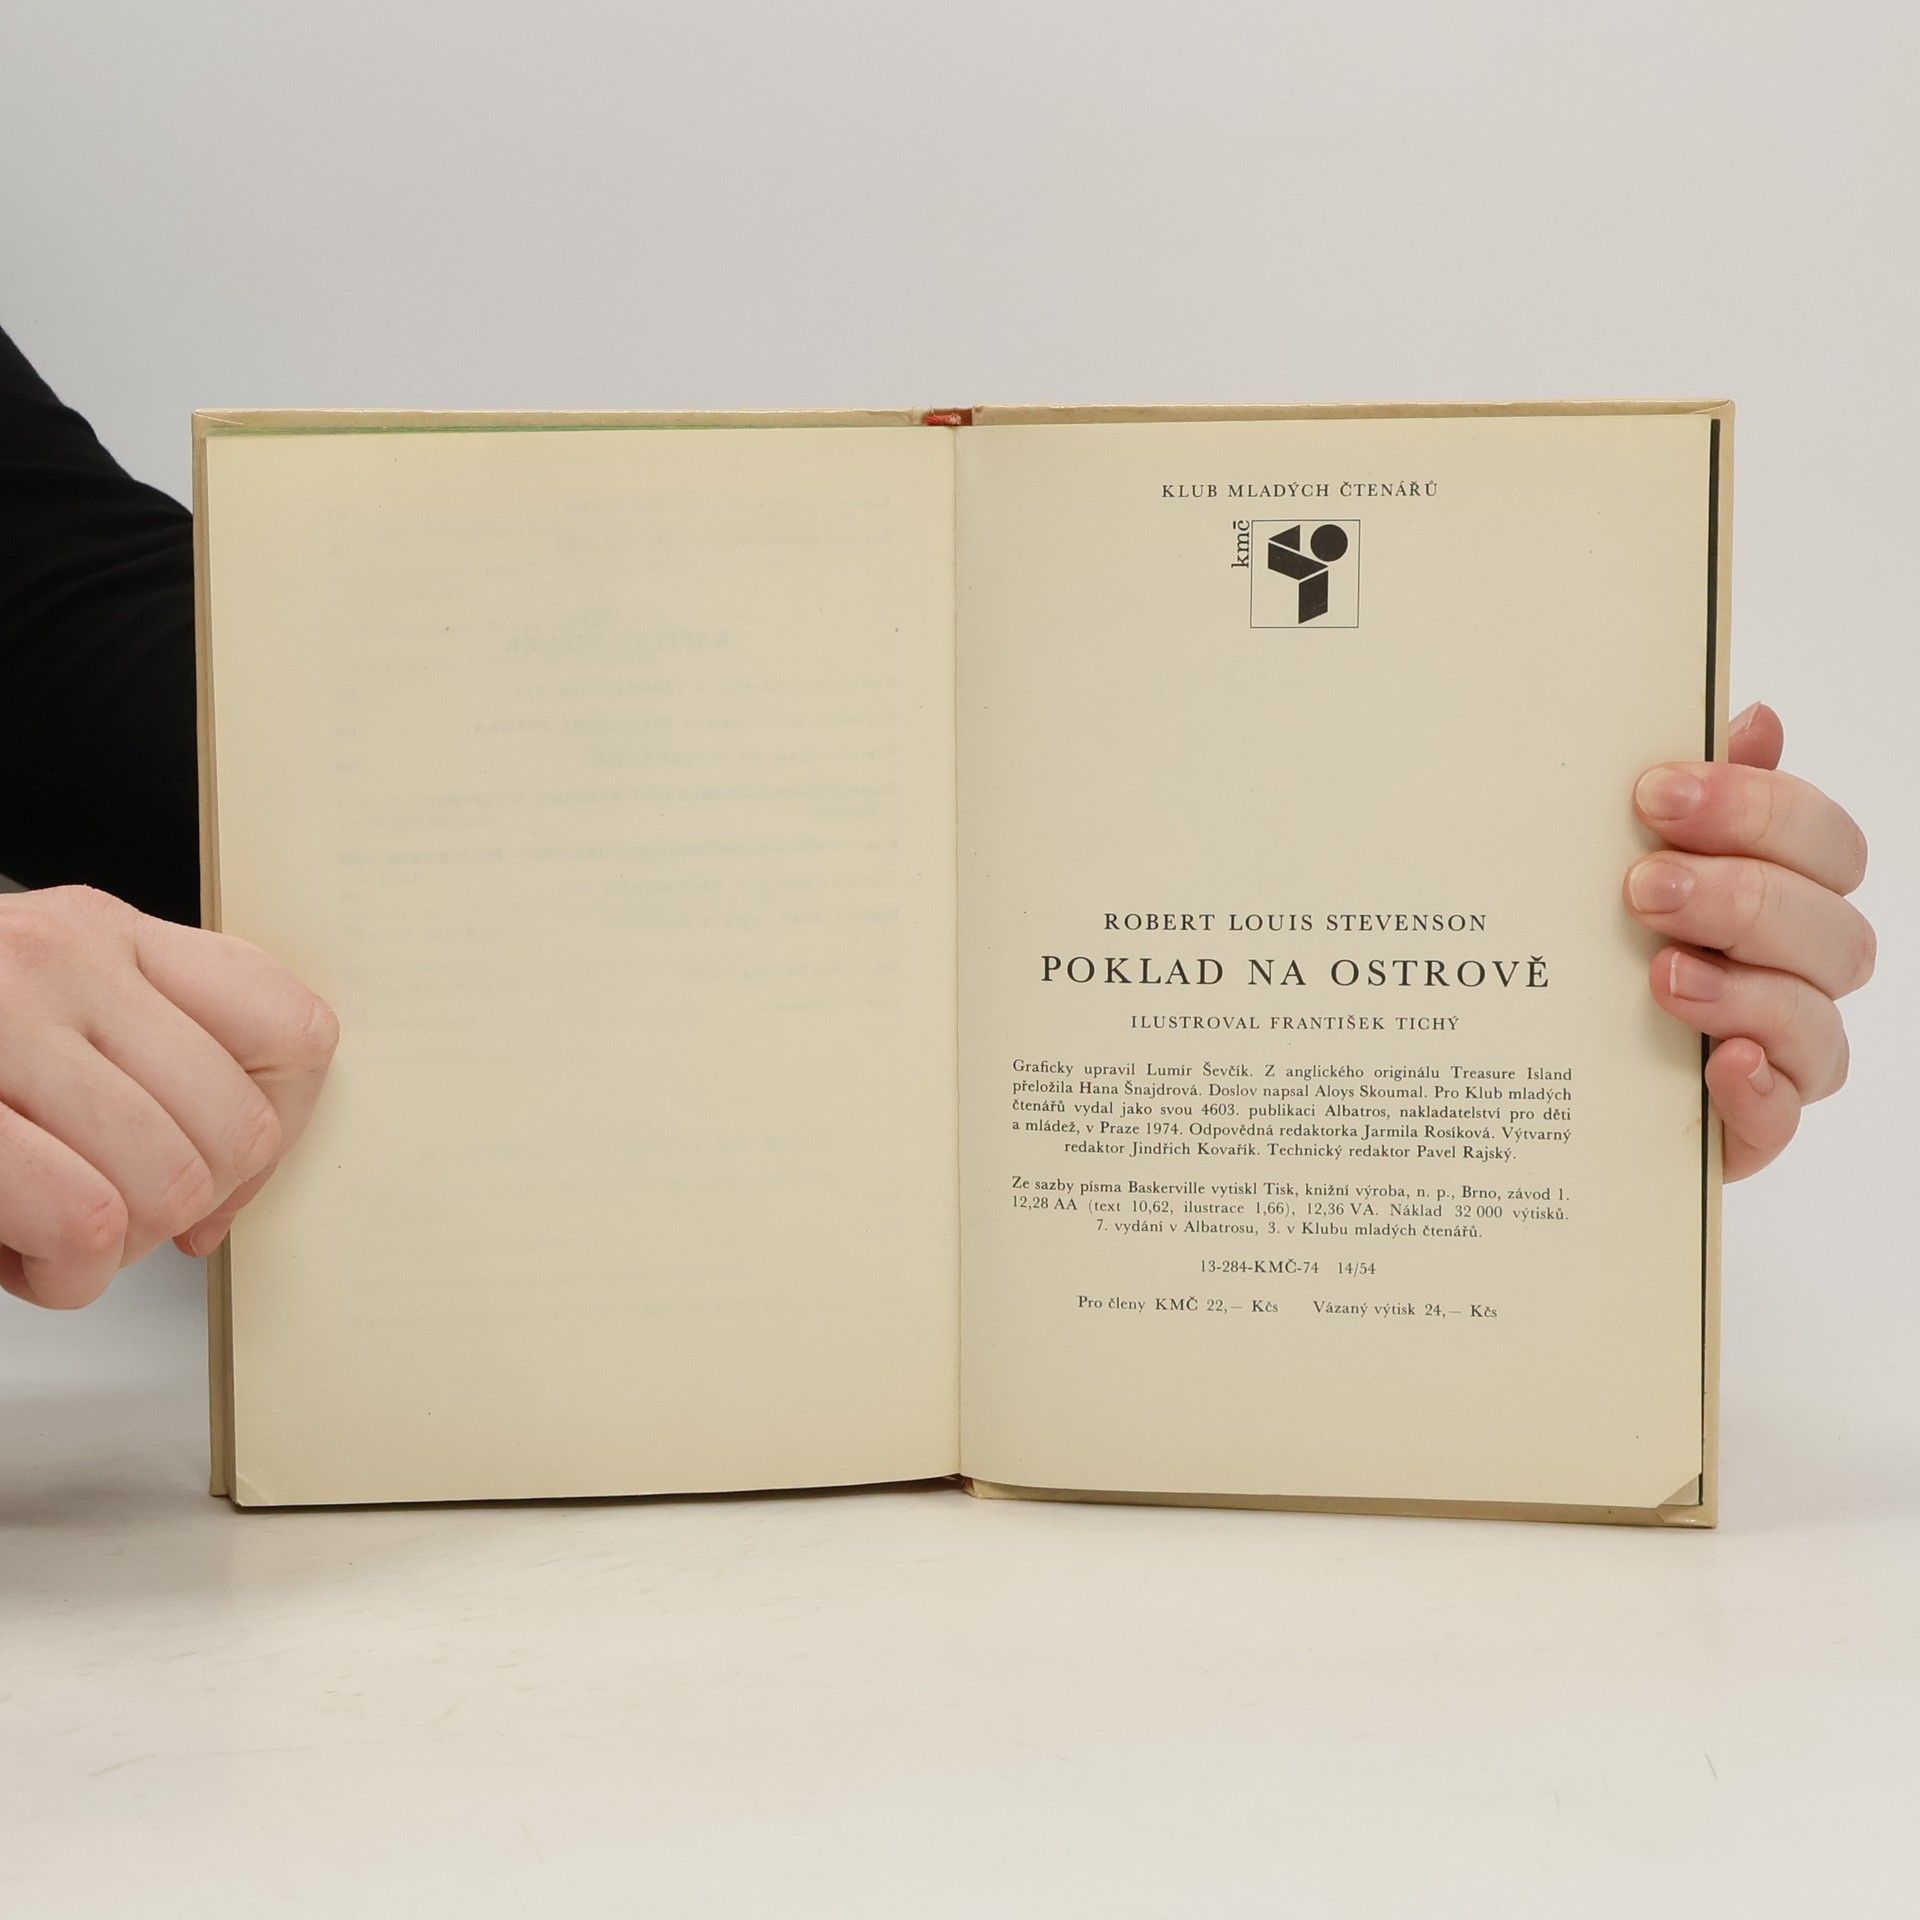 KLUB MLADÝCH ČTENÁŘŮ
kmč
ROBERT LOUIS STEVENSON
POKLAD NA OSTROVĚ
ILUSTROVAL FRANTIŠEK TICHÝ
Graficky upravil Lumír Ševčík. Z anglického originálu Treasure Island
přeložila Hana Šnajdrová. Doslov napsal Aloys Skoumal. Pro Klub mladých
čtenářů vydal jako svou 4603. publikaci Albatros, nakladatelství pro děti
a mládež, v Praze 1974. Odpovědná redaktorka Jarmila Rosíková. Výtvarný
redaktor Jindřich Kovařík. Technický redaktor Pavel Rajský.
Ze sazby písma Baskerville vytiskl Tisk, knižní výroba, n. p., Brno, závod 1.
12,28 AA (text 10,62, ilustrace 1,66), 12,36 VA. Náklad 32 000 výtisků.
7. vydání v Albatrosu, 3. v Klubu mladých čtenářů.
13-284-KMČ-74 14/54
Pro členy KMČ 22,— Kčs Vázaný výtisk 24,— Kčs